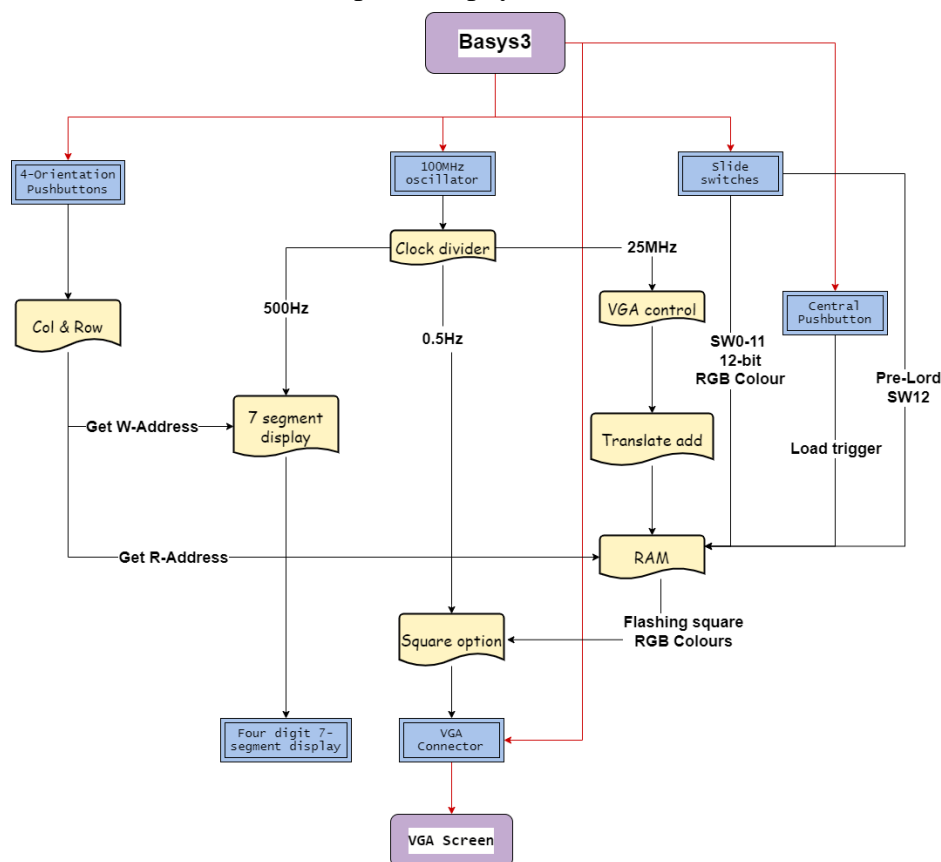 Basys3
4-Orientation
Pushbuttons
100MHz
oscillator
Slide
switches
Clock divider
25MHz
500Hz
VGA control
Central
Pushbutton
Col & Row
0.5Hz
SW0-11
12-bit
RGB Colour
Pre-Lord
SW12
7 segment
display
Get W-Address
Translate add
Load trigger
Get R-Address
RAM
Flashing square
RGB Colours
Square option
Four digit 7-
segment display
VGA
Connector
VGA Screen